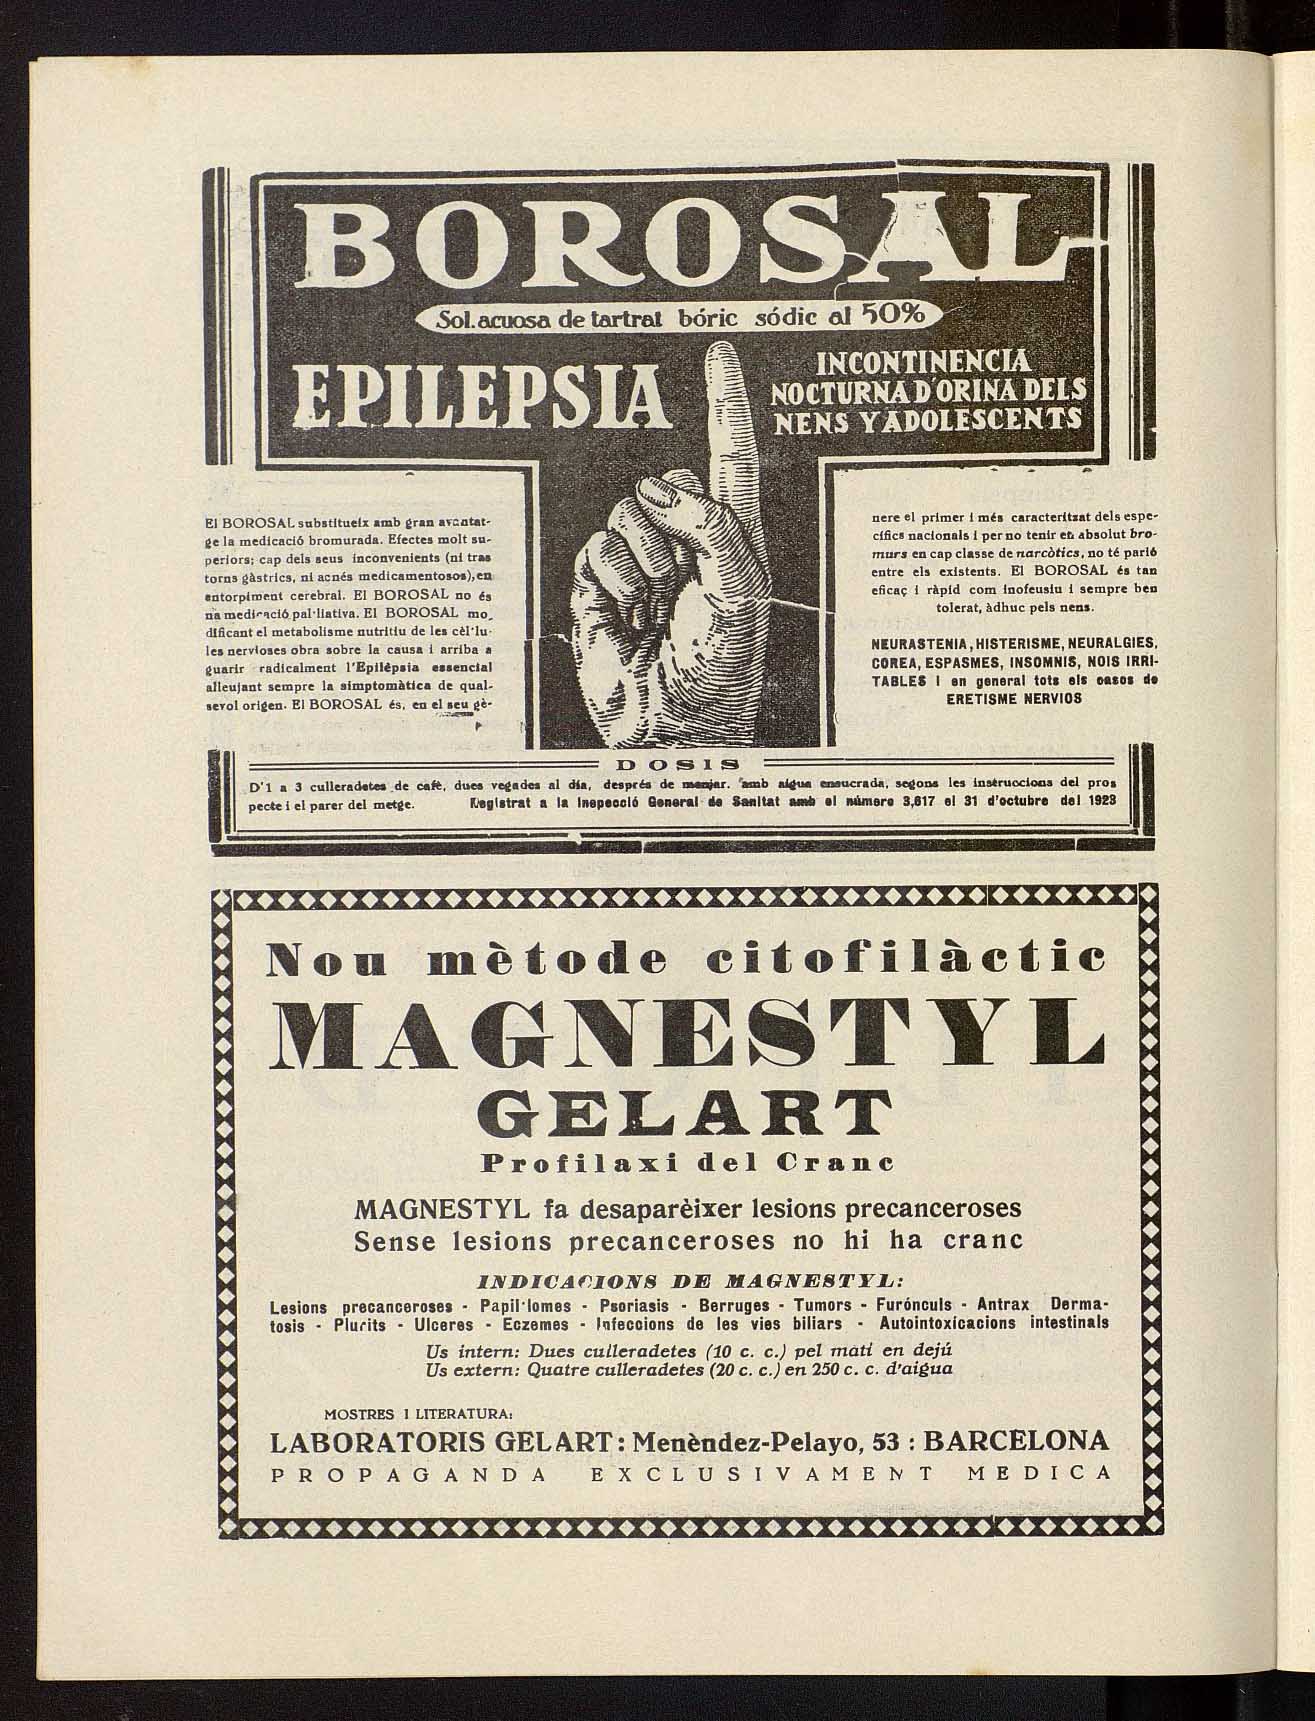 BOROSAL
Sol. acuosa de tartrat bóric sódic al 50%
EPILEPSIA
INCONTINENCIA
NOCTURNA D'ORINA DELS
NENS Y ADOLESCENTS
El BOROSAL substitueix amb gran avantat-
ge la medicació bromurada. Efectes molt su-
periors; cap dels seus inconvenients (ni tras
torns gàstrics, ni acnés medicamentosos), en
entorpiment cerebral. El BOROSAL no és
na medicació pal·liativa. El BOROSAL mo-
dificant el metabolisme nutritiu de les cèl·lu-
les nervioses obra sobre la causa i arriba a
guarir radicalment l'Epilépsia essencial
alleujant sempre la simptomàtica de qual-
sevol origen. El BOROSAL és, en el seu gè-
nere el primer i més caracteritzat dels espe-
cífics nacionals i per no tenir en absolut bro-
murs en cap classe de narcòtics, no té parió
entre els existents. El BOROSAL és tan
eficaç i ràpid com inofeusiu i sempre ben
tolerat, àdhuc pels nens.
NEURASTENIA, HISTERISME, NEURALGIES,
COREA, ESPASMES, INSOMNIS, NOIS IRRI-
TABLES I en general tots els casos de
ERETISME NERVIOS
DOSIS
D'1 a 3 culleradetes de café, dues vegades al día, després de menjar. amb aigua ensucrada, segons les instruccions del pros
pecte i el parer del metge. Registrat a la Inspecció General de Sanitat amb el número 3,617 el 31 d'octubre del 1923
Nou mètode citofilàctic
MAGNESTYL
GELART
Profilaxi del Cranc
MAGNESTYL fa desaparèixer lesions precanceroses
Sense lesions precanceroses no hi ha cranc
INDICACIONS DE MAGNESTYL:
Lesions precanceroses - Papil·lomes - Psoriasis - Berruges - Tumors - Furónculs - Antrax Derma-
tosis - Plurits - Ulceres - Eczemes - Infeccions de les vies biliars - Autointoxicacions intestinals
Us intern: Dues culleradetes (10 c. c.) pel matí en dejú
Us extern: Quatre culleradetes (20 c. c.) en 250 c. c. d'aigua
MOSTRES I LITERATURA:
LABORATORIS GELART: Menèndez-Pelayo, 53 : BARCELONA
PROPAGANDA EXCLUSIVAMENT MEDICA